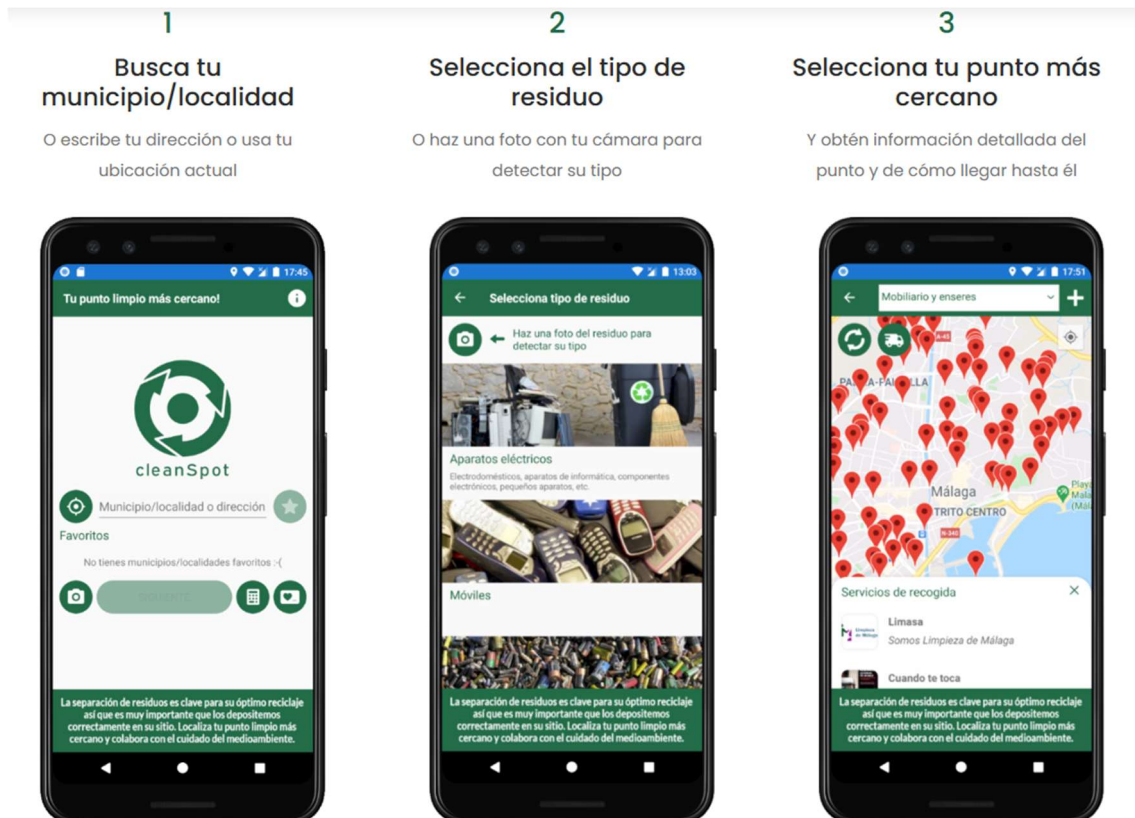 1
Busca tu
municipio/localidad
O escribe tu dirección o usa tu
ubicación actual
17:45
Tu punto limpio más cercano!
cleanSpot
Municipio/localidad o dirección
Favoritos
No tienes municipios/localidades favoritos :-(
La separación de residuos es clave para su óptimo reciclaje
así que es muy importante que los depositemos
correctamente en su sitio. Localiza tu punto limpio más
cercano y colabora con el cuidado del medioambiente.
2
Selecciona el tipo de
residuo
O haz una foto con tu cámara para
detectar su tipo
13:03
Selecciona tipo de residuo
Haz una foto del residuo para
detectar su tipo
Aparatos eléctricos
Electrodomésticos, aparatos de informática, componentes
electrónicos, pequeños aparatos, etc.
Móviles
La separación de residuos es clave para su óptimo reciclaje
así que es muy importante que los depositemos
correctamente en su sitio. Localiza tu punto limpio más
cercano y colabora con el cuidado del medioambiente.
3
Selecciona tu punto más
cercano
Y obtén información detallada del
punto y de cómo llegar hasta él
17:51
Mobiliario y enseres
A-45
Málaga
TRITO CENTRO
N-340
Playa
Servicios de recogida
Limasa
Somos Limpieza de Málaga
Cuando te toca
La separación de residuos es clave para su óptimo reciclaje
así que es muy importante que los depositemos
correctamente en su sitio. Localiza tu punto limpio más
cercano y colabora con el cuidado del medioambiente.